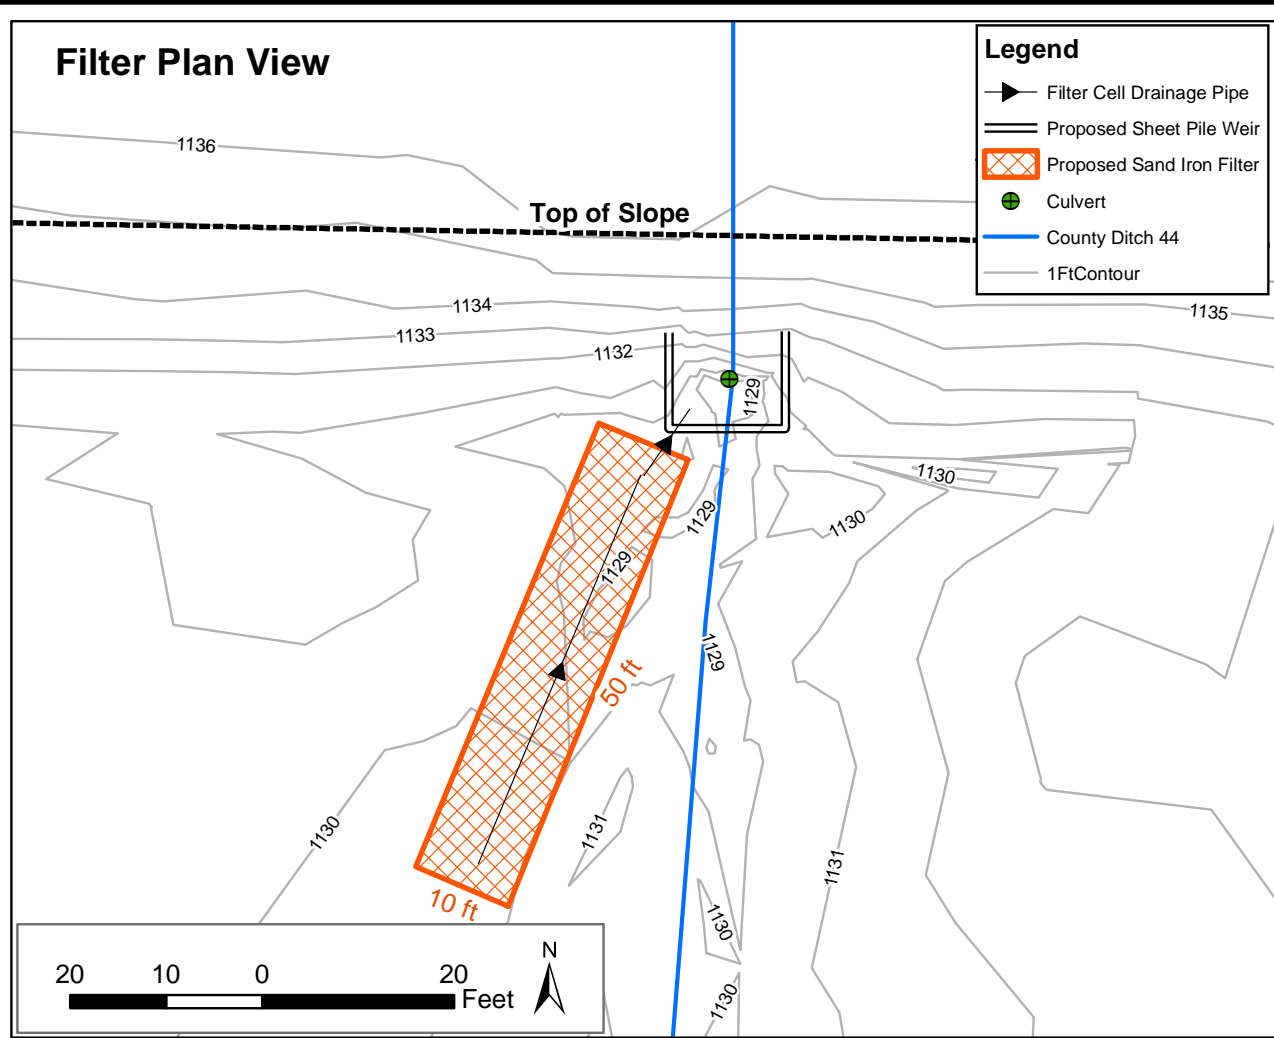 Filter Plan View
Legend
Filter Cell Drainage Pipe
Proposed Sheet Pile Weir
Proposed Sand Iron Filter
Culvert
County Ditch 44
1FtContour
1136
Top of Slope
1134
1135
1133
1132
1129
1130
1129
1130
1129
1129
50 ft
1130
1131
1131
10 ft
1130
1130
20 10 0 20
Feet
N